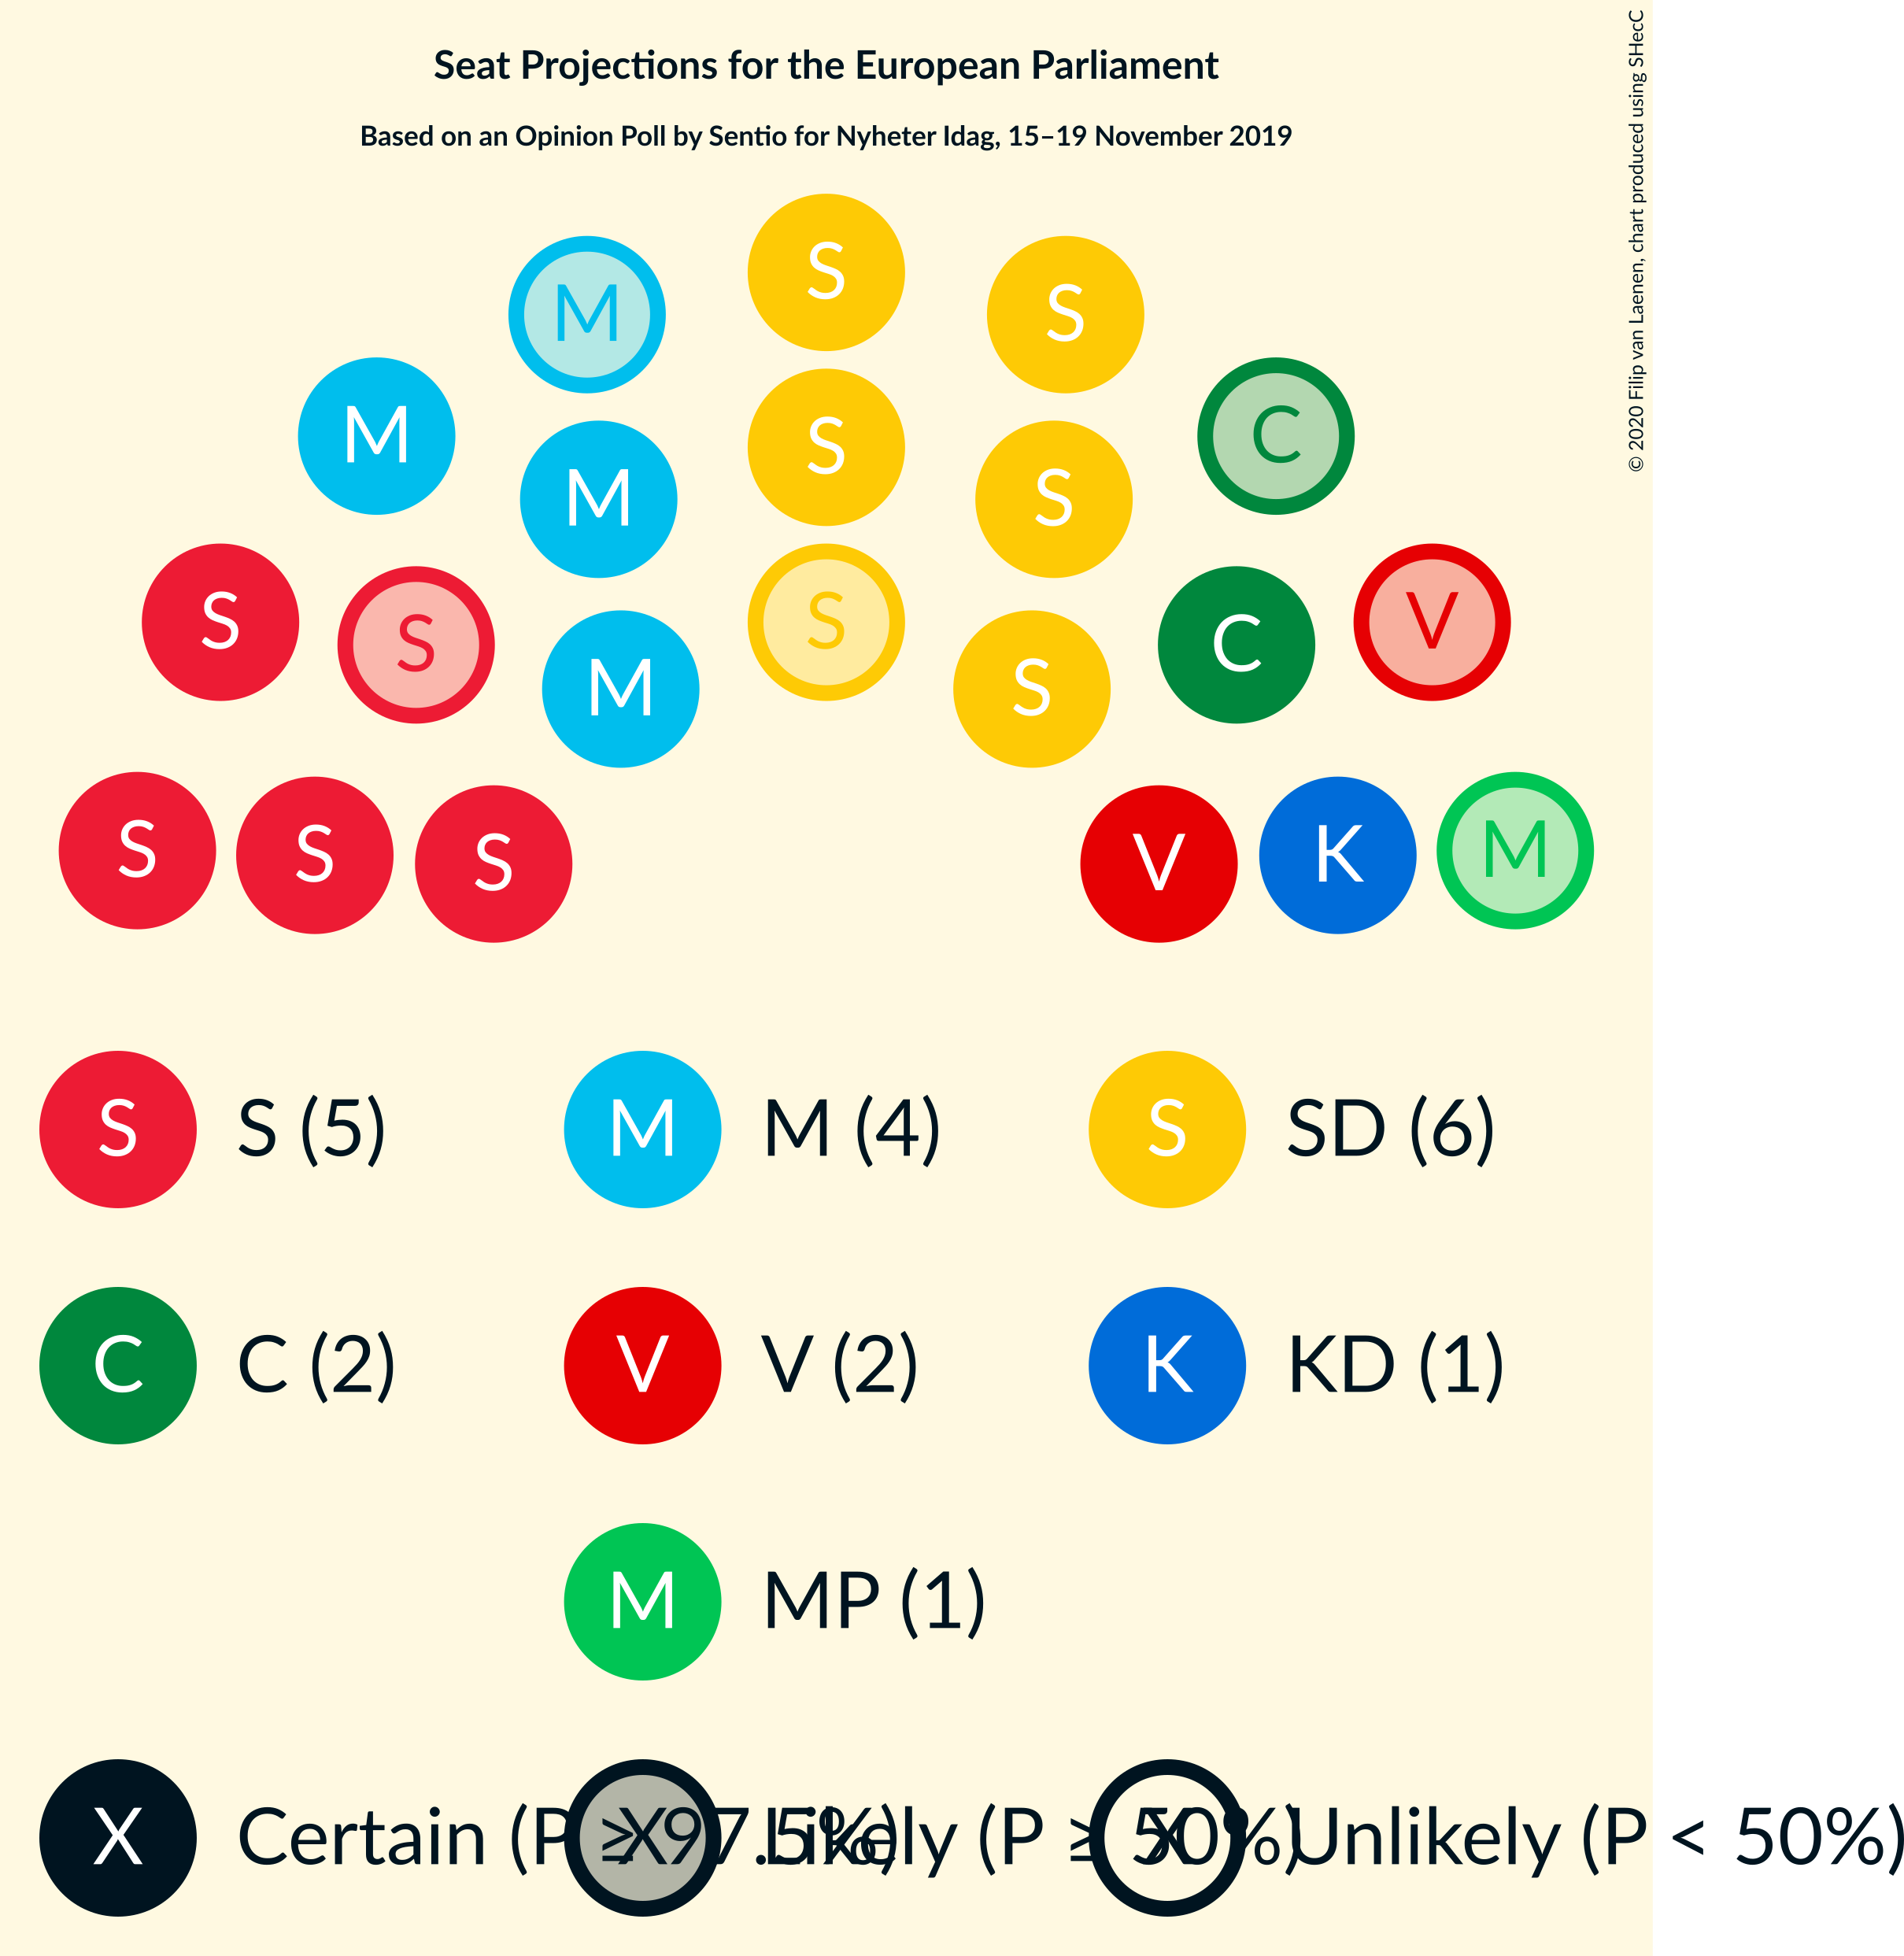 Seat Projections for the European Parliament
Based on an Opinion Poll by Sentio for Nyheter Idag, 15–19 November 2019
© 2020 Filip van Laenen, chart produced using SHecC
S
M S
M C
S
M S
S V
S S C
M S
S K M
S V
S S (5) M M (4) S SD (6)
C C (2) V V (2) K KD (1)
M MP (1)
X Certain (P ≥ 97.5%) X Likely (P ≥ 50%) X Unlikely (P < 50%)